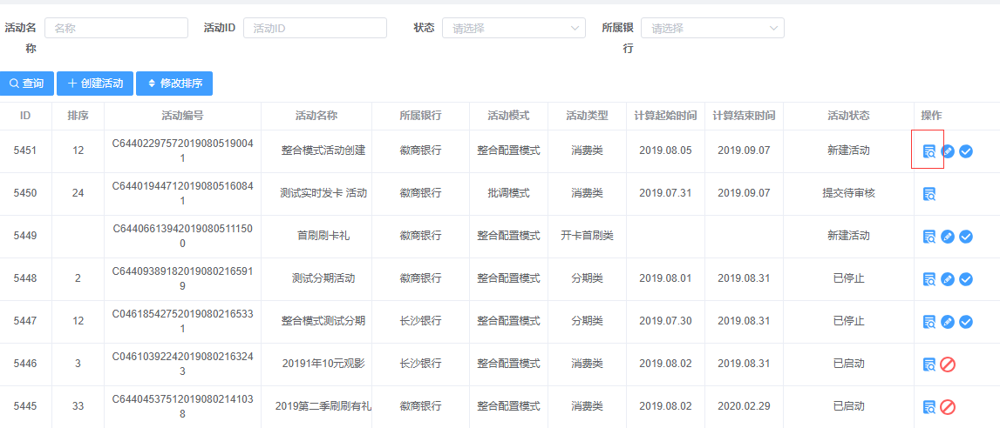 活动名称 名称 活动ID 活动ID 状态 请选择 所属银行 请选择
查询 创建活动 修改排序
ID 排序 活动编号 活动名称 所属银行 活动模式 活动类型 计算起始时间 计算结束时间 活动状态 操作
5451 12 C64402297572019080519004 1 整合模式活动创建 徽商银行 整合配置模式 消费类 2019.08.05 2019.09.07 新建活动
5450 24 C64401944712019080516084 1 测试实时发卡 活动 徽商银行 批调模式 消费类 2019.07.31 2019.09.07 提交待审核
5449 C64406613942019080511150 0 首刷刷卡礼 徽商银行 整合配置模式 开卡首刷类 新建活动
5448 2 C64409389182019080216591 9 测试分期活动 徽商银行 整合配置模式 分期类 2019.08.01 2019.08.31 已停止
5447 12 C04618542752019080216533 1 整合模式测试分期 长沙银行 整合配置模式 分期类 2019.07.30 2019.08.31 已停止
5446 3 C04610392242019080216324 3 20191年10元观影 长沙银行 整合配置模式 消费类 2019.08.02 2019.08.31 已启动
5445 33 C64404537512019080214103 8 2019第二季刷刷有礼 徽商银行 整合配置模式 消费类 2019.08.02 2020.02.29 已启动